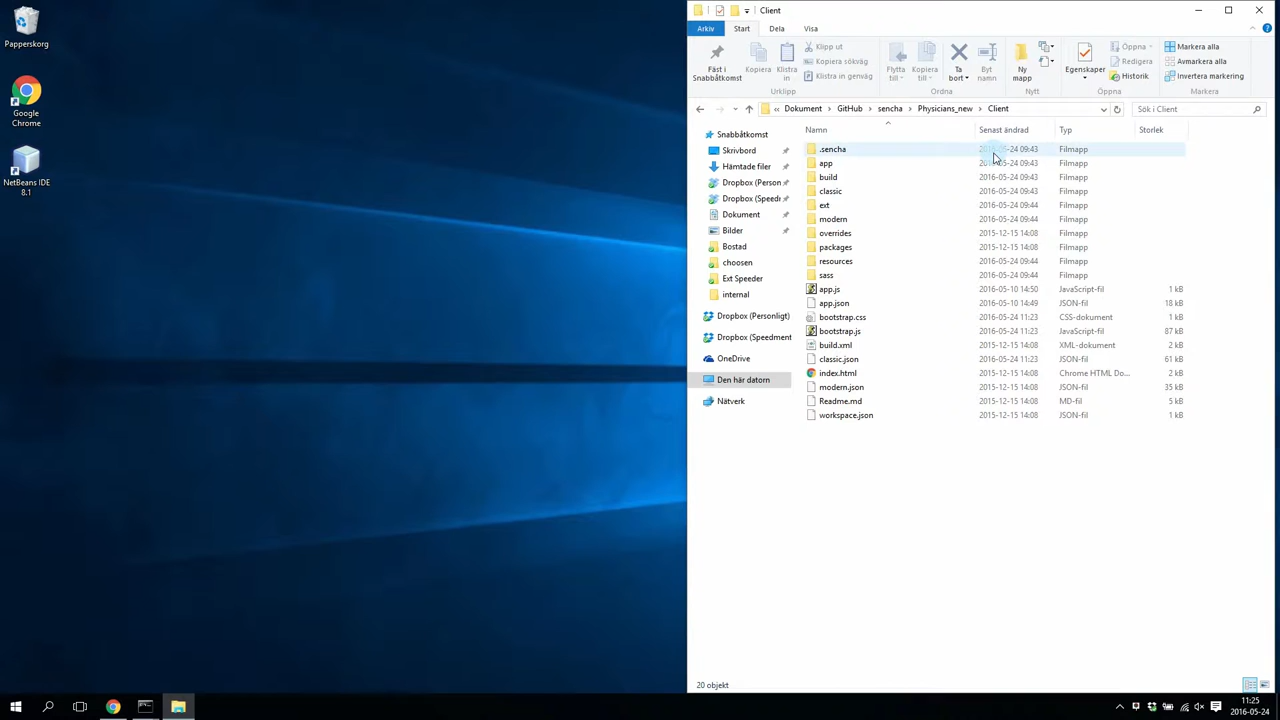 Papperskorg
Google
Chrome
NetBeans IDE
8.1
Client
Arkiv
Start
Dela
Visa
Fäst i
Snabbåtkomst
Kopiera
Klistra
in
Klipp ut
Kopiera sökväg
Klistra in genväg
Urklipp
Flytta
till
Kopiera
till
Ta
bort
Byt
namn
Ordna
Ny
mapp
Nytt
Egenskaper
Öppna
Redigera
Historik
Öppna
Markera alla
Avmarkera alla
Invertera markering
Markera
« Dokument > GitHub > sencha > Physicians_new > Client
Sök i Client
Snabbåtkomst
Skrivbord
Hämtade filer
Dropbox (Person
Dropbox (Speed
Dokument
Bilder
Bostad
choosen
Ext Speeder
internal
Dropbox (Personligt)
Dropbox (Speedment
OneDrive
Den här datorn
Nätverk
Namn Senast ändrad Typ Storlek
.sencha 2016-05-24 09:43 Filmapp
app 2016-05-24 09:43 Filmapp
build 2016-05-24 09:43 Filmapp
classic 2016-05-24 09:43 Filmapp
ext 2016-05-24 09:44 Filmapp
modern 2016-05-24 09:44 Filmapp
overrides 2015-12-15 14:08 Filmapp
packages 2015-12-15 14:08 Filmapp
resources 2016-05-24 09:44 Filmapp
sass 2016-05-24 09:44 Filmapp
app.js 2016-05-10 14:50 JavaScript-fil 1 kB
app.json 2016-05-10 14:49 JSON-fil 18 kB
bootstrap.css 2016-05-24 11:23 CSS-dokument 1 kB
bootstrap.js 2016-05-24 11:23 JavaScript-fil 87 kB
build.xml 2015-12-15 14:08 XML-dokument 2 kB
classic.json 2016-05-24 11:23 JSON-fil 61 kB
index.html 2015-12-15 14:08 Chrome HTML Do... 2 kB
modern.json 2015-12-15 14:08 JSON-fil 35 kB
Readme.md 2015-12-15 14:08 MD-fil 5 kB
workspace.json 2015-12-15 14:08 JSON-fil 1 kB
20 objekt
11:25
2016-05-24